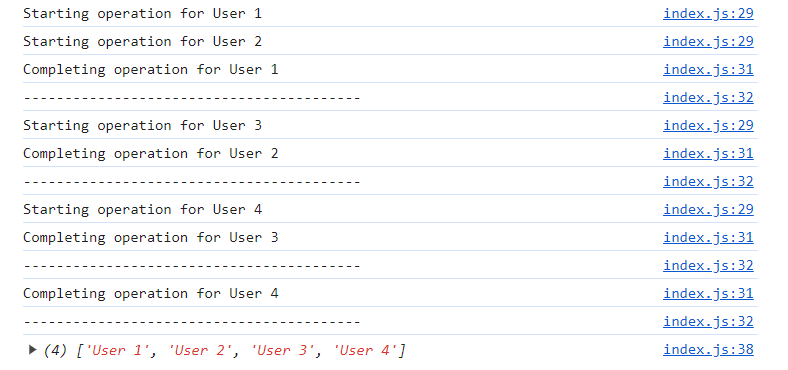 Starting operation for User 1 index.js:29
Starting operation for User 2 index.js:29
Completing operation for User 1 index.js:31
----------------------------------------- index.js:32
Starting operation for User 3 index.js:29
Completing operation for User 2 index.js:31
----------------------------------------- index.js:32
Starting operation for User 4 index.js:29
Completing operation for User 3 index.js:31
----------------------------------------- index.js:32
Completing operation for User 4 index.js:31
----------------------------------------- index.js:32
(4) ['User 1', 'User 2', 'User 3', 'User 4'] index.js:38